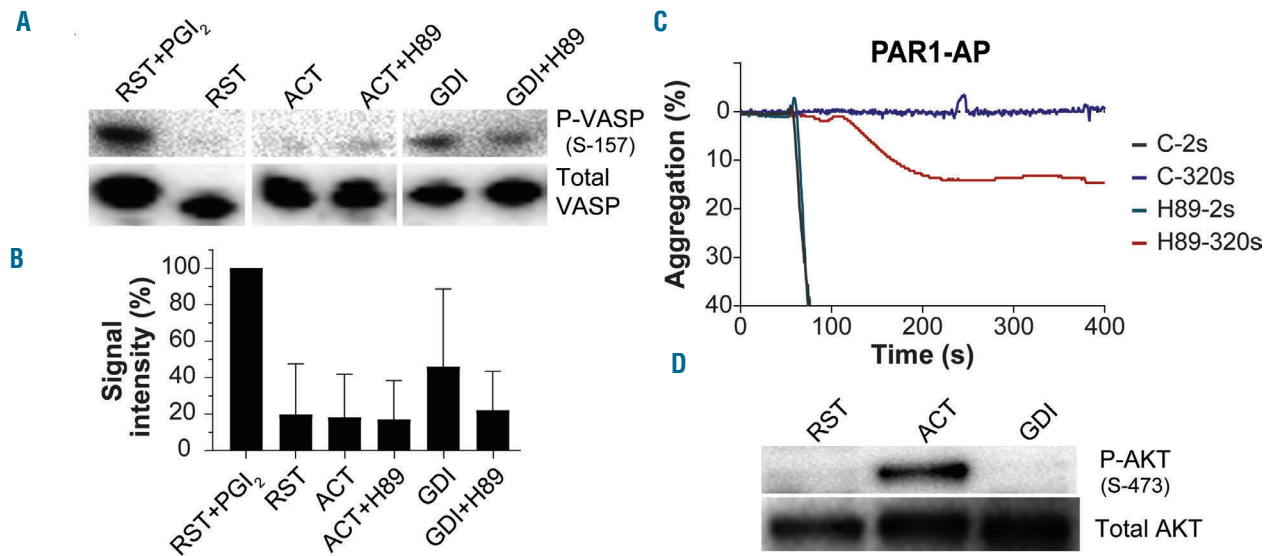 A
RST+PGI2
RST
ACT
ACT+H89
GDI
GDI+H89
P-VASP
(S-157)
Total
VASP
B
Signal
intensity (%)
100
80
60
40
20
0
RST+PGI2
RST
ACT
ACT+H89
GDI
GDI+H89
C
PAR1-AP
Aggregation (%)
0
10
20
30
40
0
100
200
300
400
Time (s)
C-2s
C-320s
H89-2s
H89-320s
D
RST
ACT
GDI
P-AKT
(S-473)
Total AKT